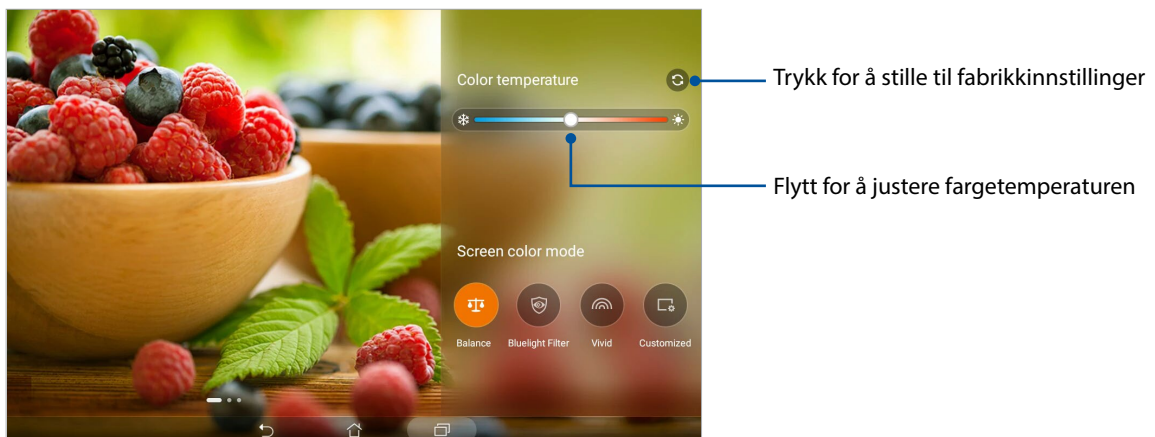 Color temperature
Trykk for å stille til fabrikkinnstillinger
Flytt for å justere fargetemperaturen
Screen color mode
Balance
Bluelight Filter
Vivid
Customized